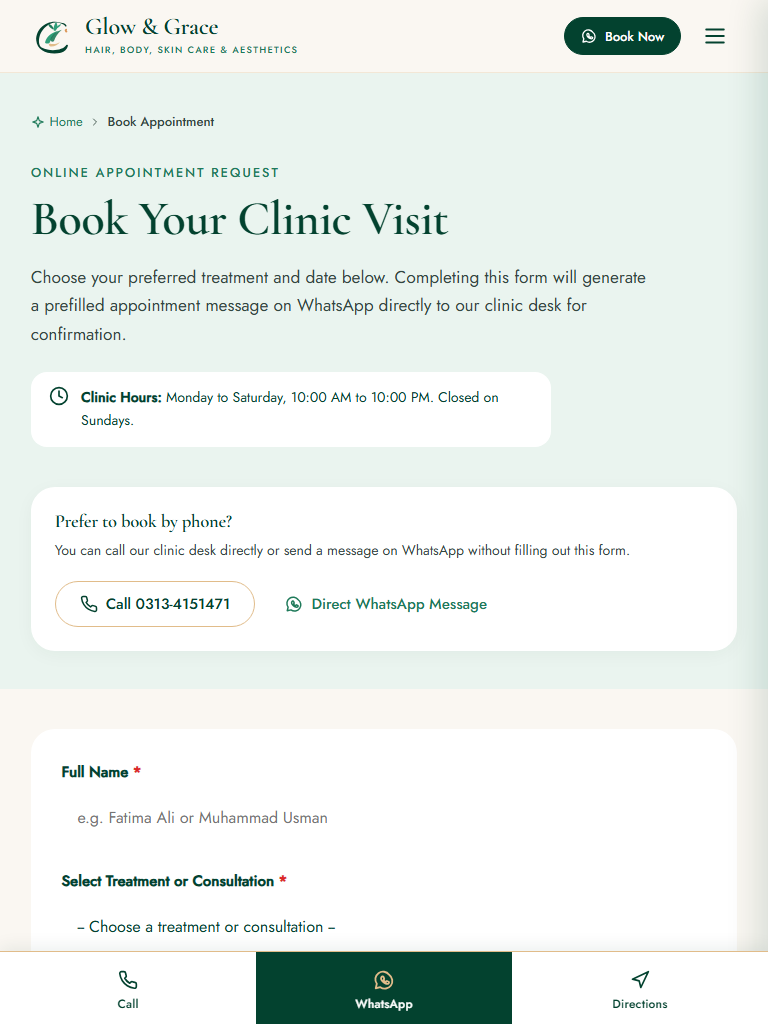 Glow & Grace
HAIR, BODY, SKIN CARE & AESTHETICS
Book Now
Home > Book Appointment
ONLINE APPOINTMENT REQUEST
Book Your Clinic Visit
Choose your preferred treatment and date below. Completing this form will generate
a prefilled appointment message on WhatsApp directly to our clinic desk for
confirmation.
Clinic Hours: Monday to Saturday, 10:00 AM to 10:00 PM. Closed on
Sundays.
Prefer to book by phone?
You can call our clinic desk directly or send a message on WhatsApp without filling out this form.
Call 0313-4151471
Direct WhatsApp Message
Full Name *
e.g. Fatima Ali or Muhammad Usman
Select Treatment or Consultation *
-- Choose a treatment or consultation --
Call
WhatsApp
Directions